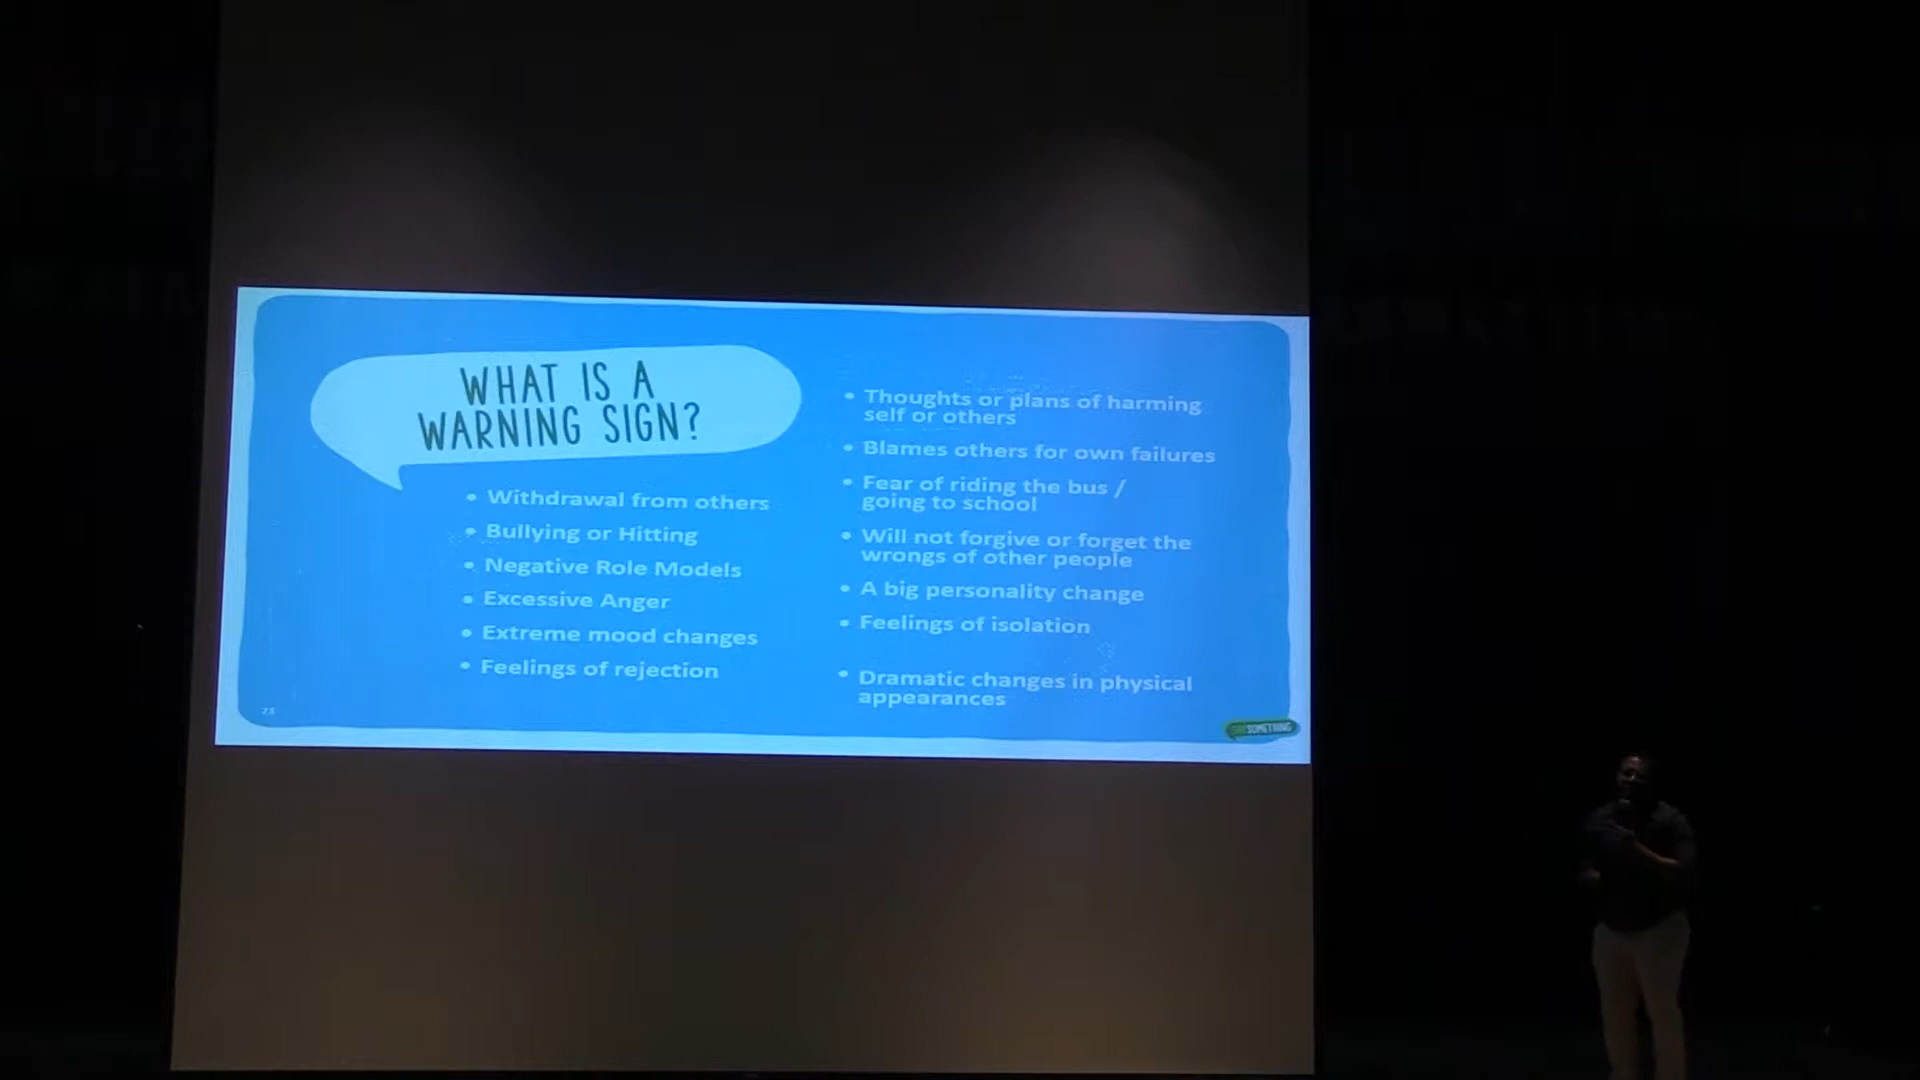 WHAT IS A
WARNING SIGN?
• Withdrawal from others
• Bullying or Hitting
• Negative Role Models
• Excessive Anger
• Extreme mood changes
• Feelings of rejection
• Thoughts or plans of harming
self or others
• Blames others for own failures
• Fear of riding the bus /
going to school
• Will not forgive or forget the
wrongs of other people
• A big personality change
• Feelings of isolation
• Dramatic changes in physical
appearances
23
SOMETHING